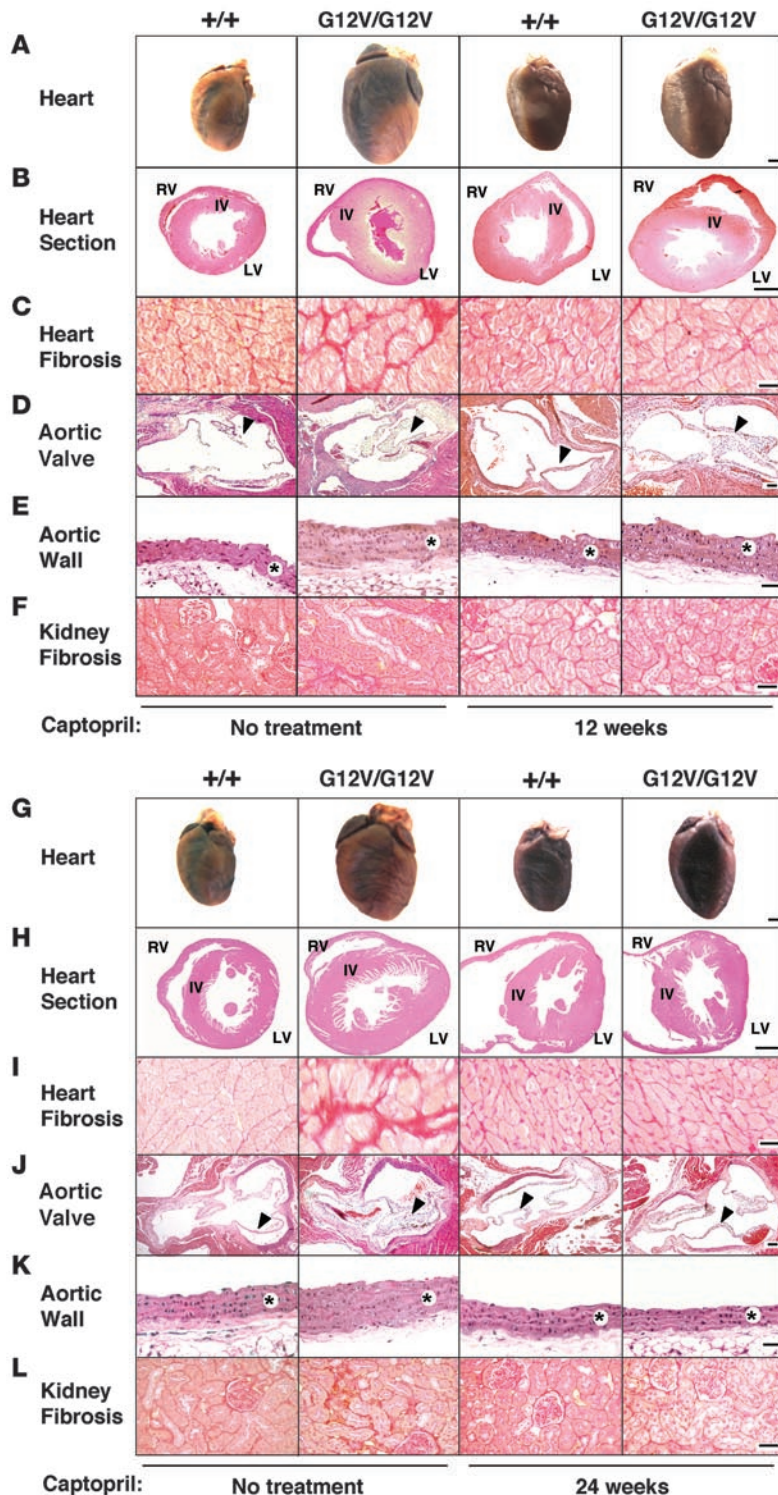 +/+ G12V/G12V +/+ G12V/G12V
A
Heart
B
Heart
Section
RV IV LV
RV IV LV
RV IV LV
RV IV LV
C
Heart
Fibrosis
D
Aortic
Valve
E
Aortic
Wall
* * * *
F
Kidney
Fibrosis
Captopril: No treatment 12 weeks
+/+ G12V/G12V +/+ G12V/G12V
G
Heart
H
Heart
Section
RV IV LV
RV IV LV
RV IV LV
RV IV LV
I
Heart
Fibrosis
J
Aortic
Valve
K
Aortic
Wall
* * * *
L
Kidney
Fibrosis
Captopril: No treatment 24 weeks